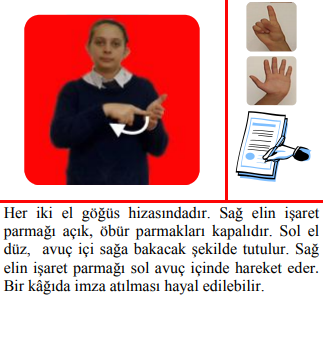 Her iki el göğüs hizasındadır. Sağ elin işaret
parmağı açık, öbür parmakları kapalıdır. Sol el
düz, avuç içi sağa bakacak şekilde tutulur. Sağ
elin işaret parmağı sol avuç içinde hareket eder.
Bir kâğıda imza atılması hayal edilebilir.